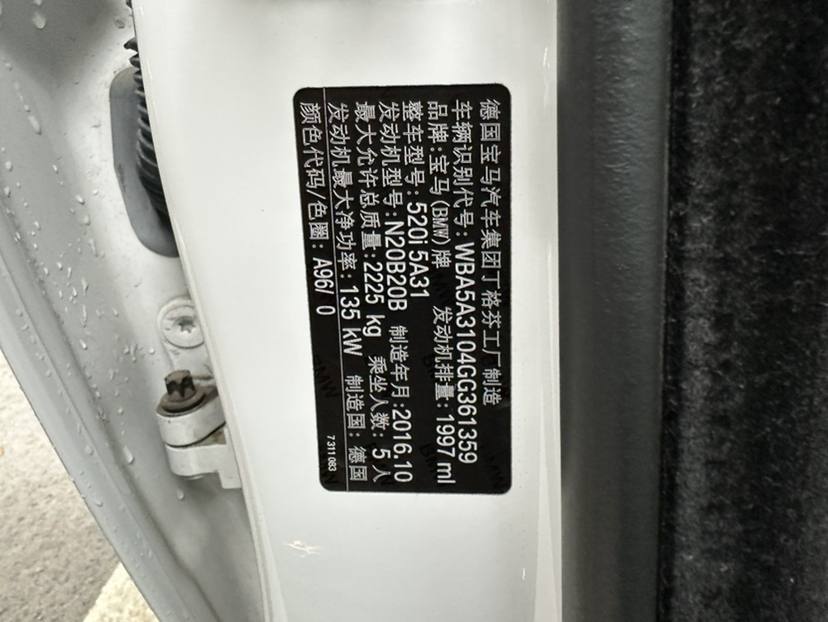 德国宝马汽车集团丁格芬工厂制造
车辆识别代号: WBA5A3104GG361359
品牌:宝马(BMW)牌 发动机排量:1997 ml
整车型号:520i 5A31
发动机型号:N20B20B 制造年月:2016.10
最大允许总质量:2225 kg 乘坐人数: 5人
发动机最大净功率: 135 kW 制造国: 德国
颜色代码/色圈: A96/ 0
7 311 083